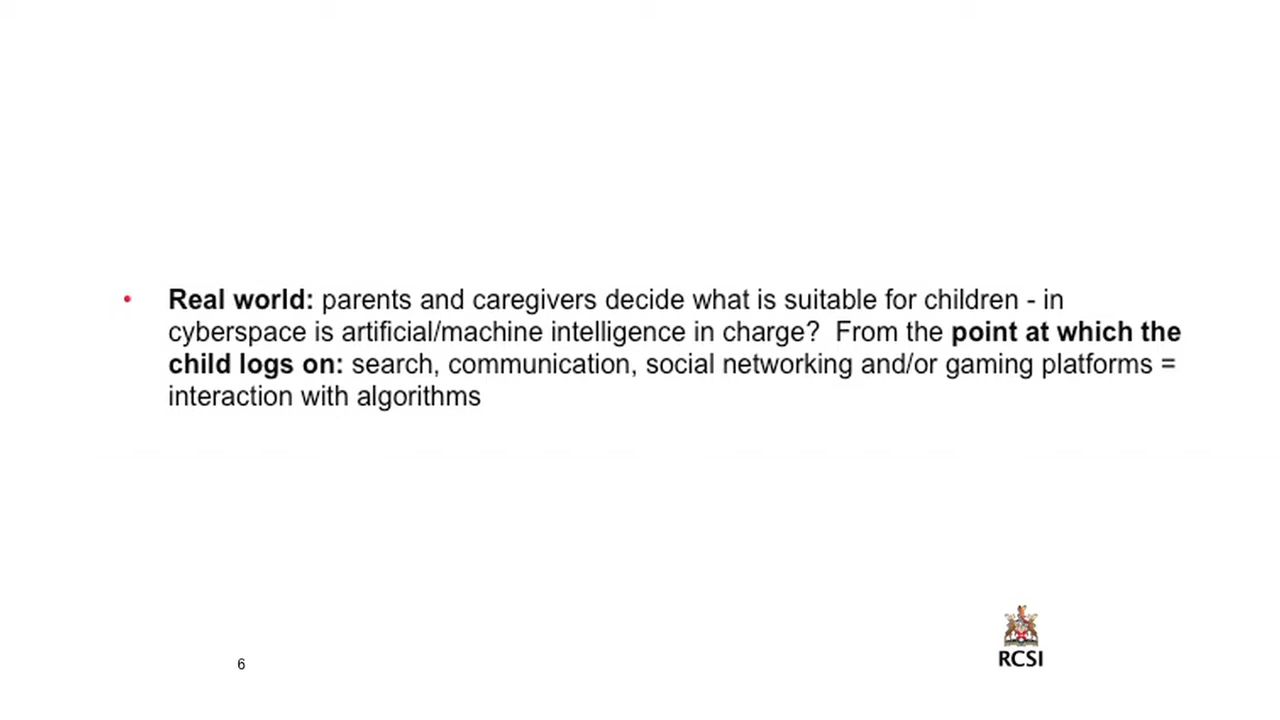 • Real world: parents and caregivers decide what is suitable for children - in
cyberspace is artificial/machine intelligence in charge?  From the point at which the
child logs on: search, communication, social networking and/or gaming platforms =
interaction with algorithms
6
RCSI